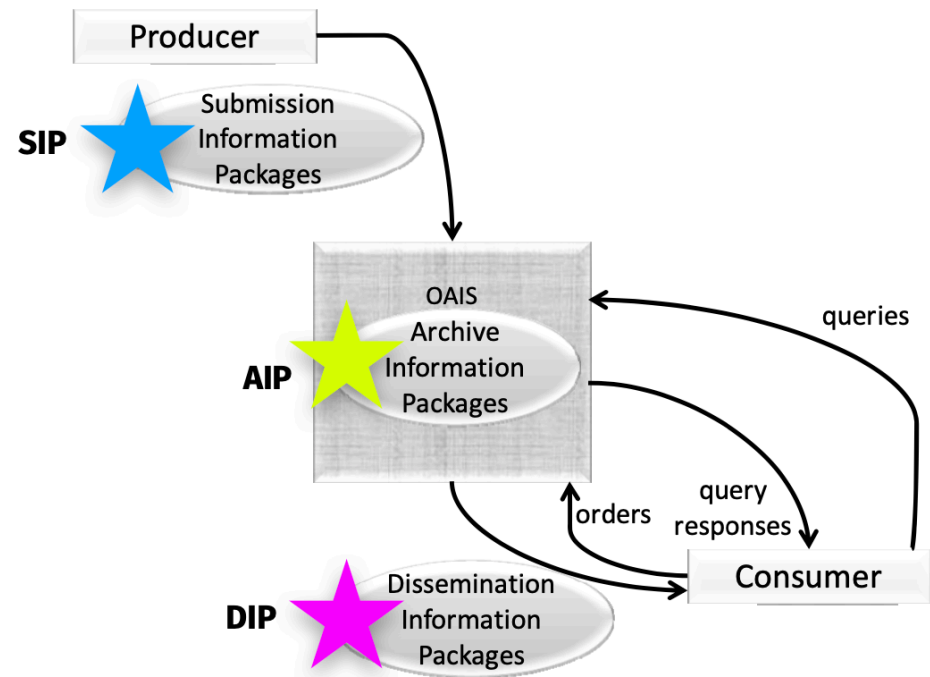 Producer
SIP
Submission
Information
Packages
OAIS
Archive
Information
Packages
AIP
queries
query
responses
orders
Consumer
DIP
Dissemination
Information
Packages